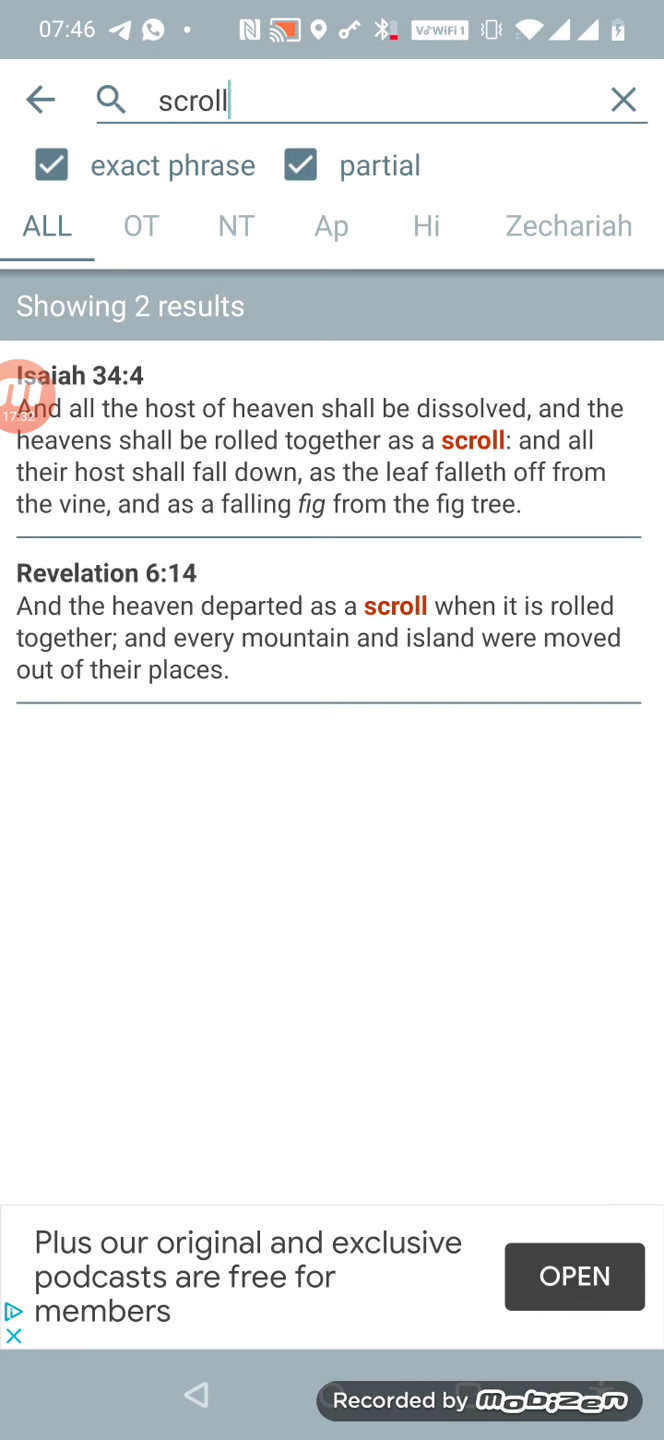 07:46 VoWiFi 1
scroll
exact phrase partial
ALL OT NT Ap Hi Zechariah
Showing 2 results
Isaiah 34:4
17:32
And all the host of heaven shall be dissolved, and the
heavens shall be rolled together as a scroll: and all
their host shall fall down, as the leaf falleth off from
the vine, and as a falling fig from the fig tree.
Revelation 6:14
And the heaven departed as a scroll when it is rolled
together; and every mountain and island were moved
out of their places.
Plus our original and exclusive
podcasts are free for
members
OPEN
Recorded by mobizen